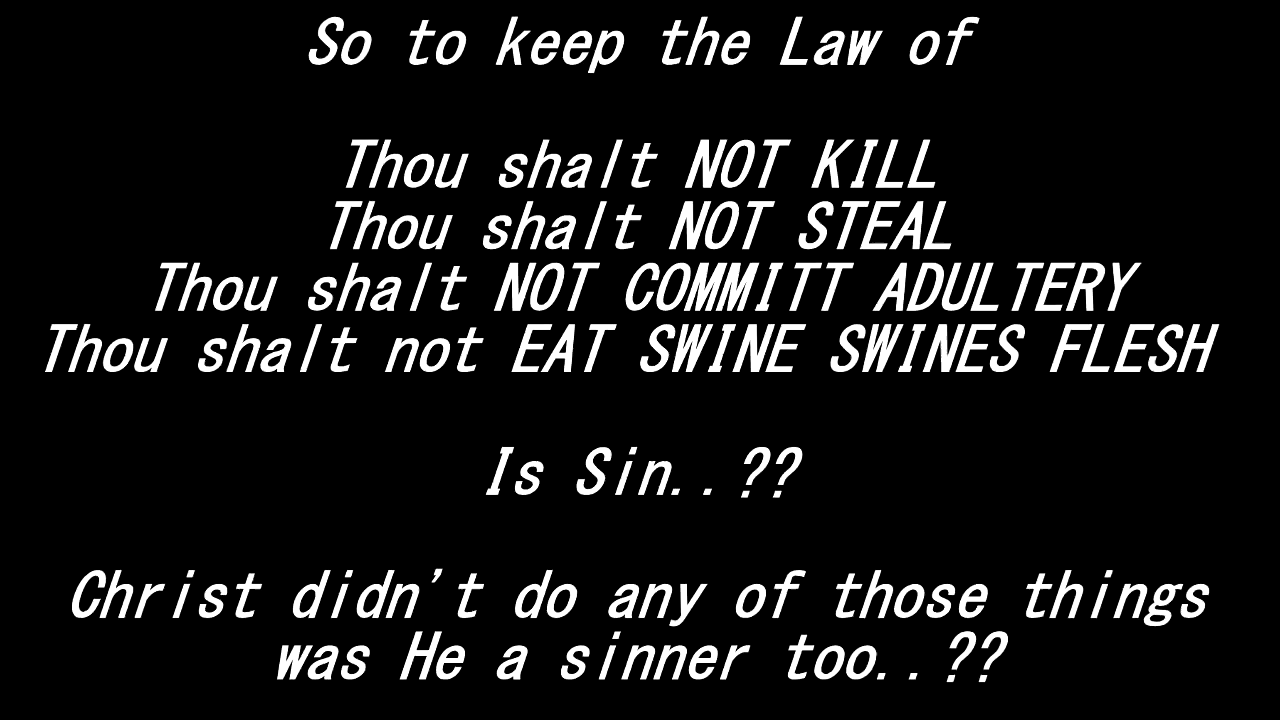 So to keep the Law of
Thou shalt NOT KILL
Thou shalt NOT STEAL
Thou shalt NOT COMMITT ADULTERY
Thou shalt not EAT SWINE SWINES FLESH
Is Sin..??
Christ didn't do any of those things
was He a sinner too..??